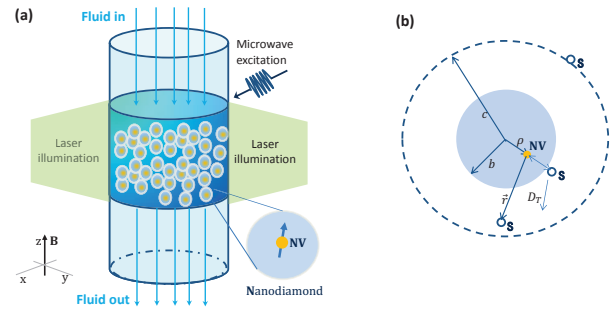 (a)
Fluid in
Microwave
excitation
Laser
illumination
Laser
illumination
z B
x
y
NV
Nanodiamond
Fluid out
(b)
S
c
ρ
NV
b
S
D_T
r⃗
S